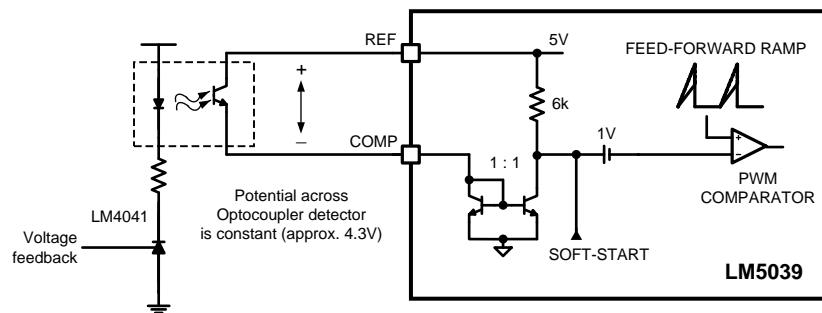 REF
5V
FEED-FORWARD RAMP
+
6k
–
COMP
1 : 1
1V
+
–
PWM
COMPARATOR
Potential across
Optocoupler detector
is constant (approx. 4.3V)
LM4041
Voltage
feedback
SOFT-START
LM5039